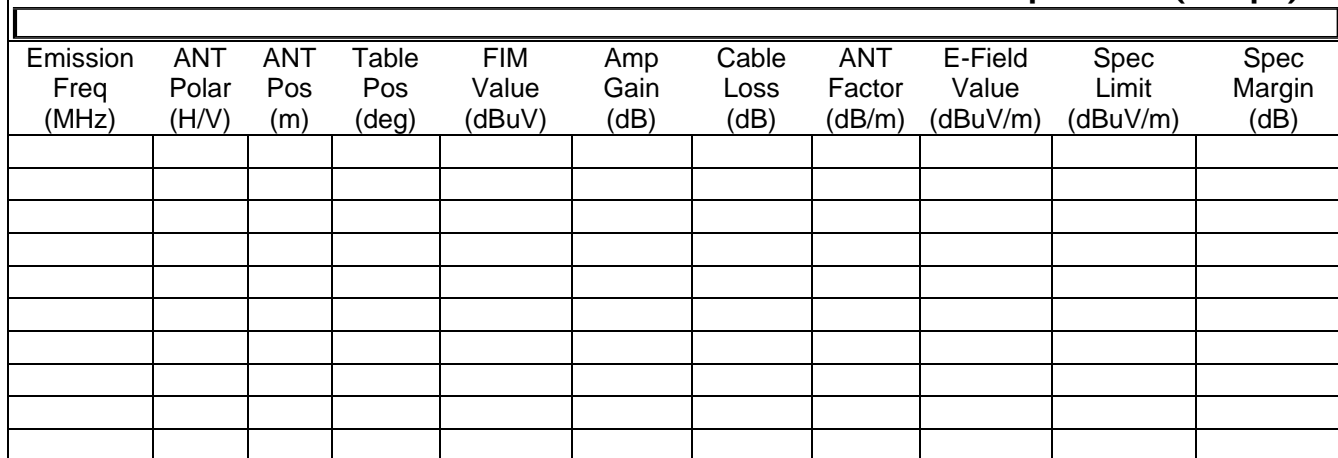 Emission ANT ANT Table FIM Amp Cable ANT E-Field Spec Spec
Freq Polar Pos Pos Value Gain Loss Factor Value Limit Margin
(MHz) (H/V) (m) (deg) (dBuV) (dB) (dB) (dB/m) (dBuV/m) (dBuV/m) (dB)